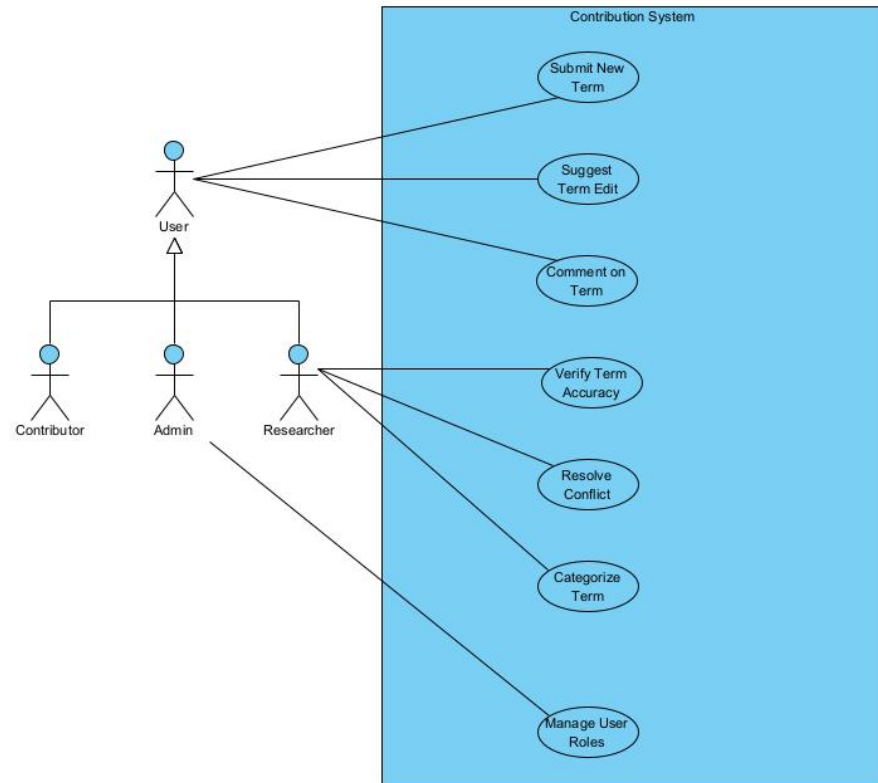 Contribution System
Submit New
Term
Suggest
Term Edit
User
Comment on
Term
Verify Term
Accuracy
Contributor
Admin
Researcher
Resolve
Conflict
Categorize
Term
Manage User
Roles